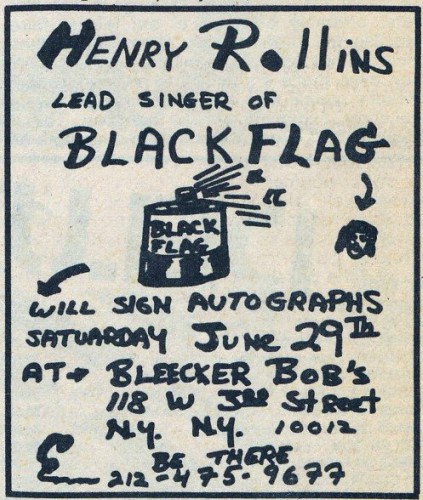 HENRY Rollins
LEAD SINGER OF
BLACK FLAG
BLACK
FLAG
WILL SIGN AUTOGRAPHS
SATUARDAY JUNE 29Th
AT BLEECKER BOB'S
118 W 3RD Street
N.Y. N.Y. 10012
BE THERE
212-475-9677